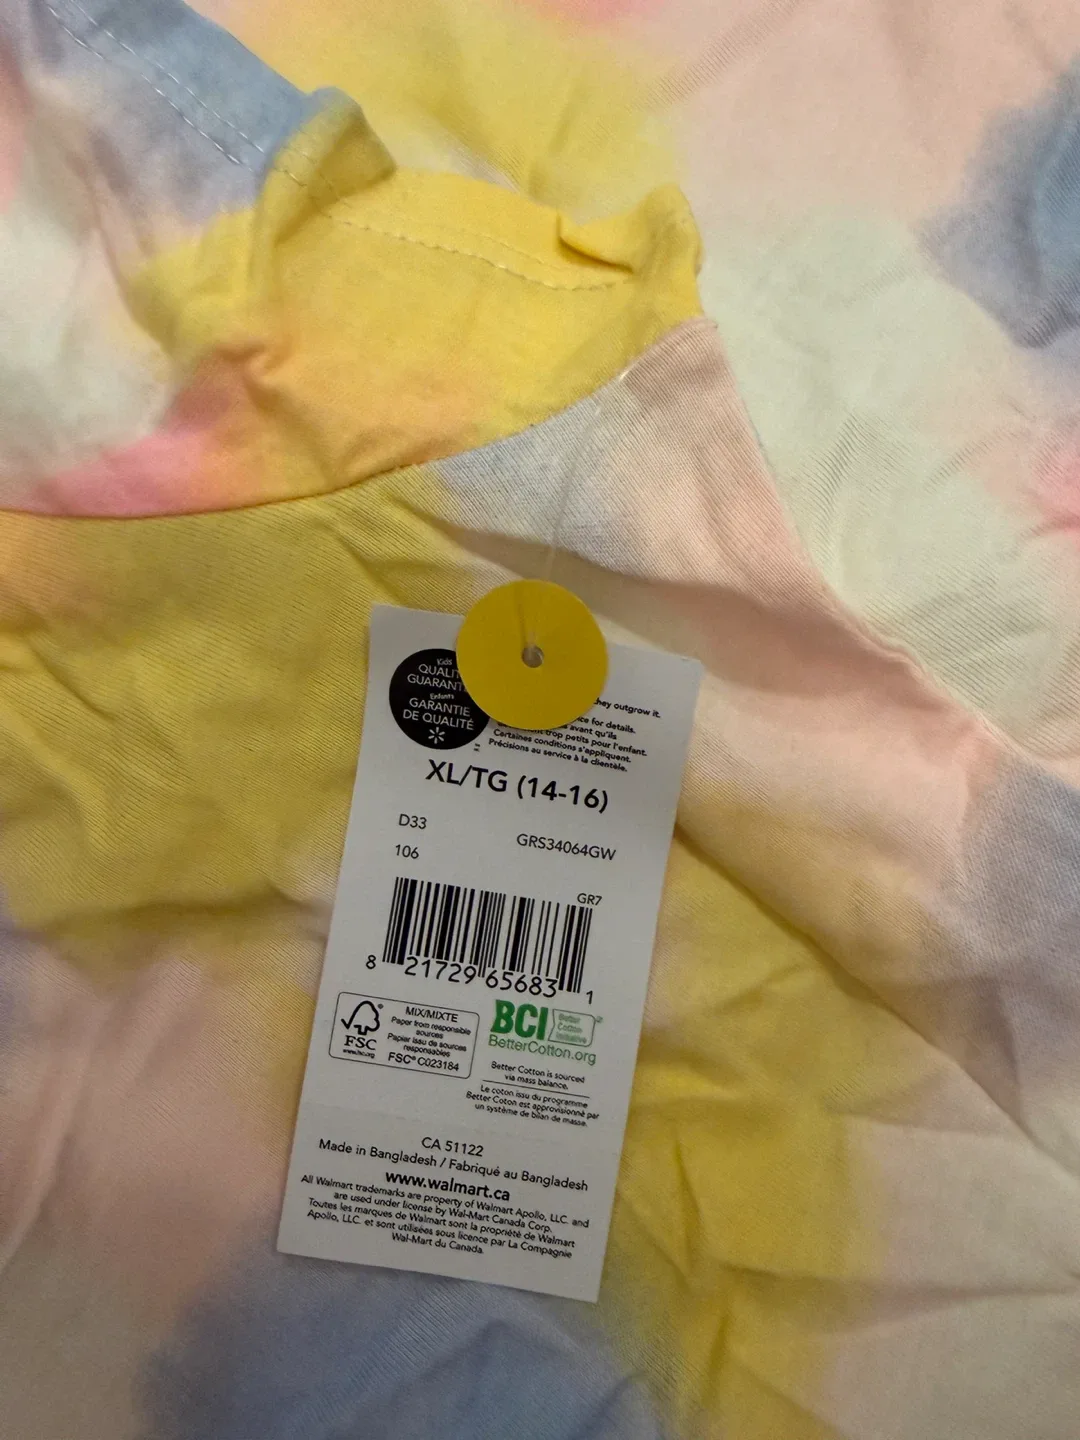 Kids
QUALIT
GUARANT
Enfants
GARANTIE
DE QUALITÉ
they outgrow it.
ce for details.
avant qu'ils
trop petits pour l'enfant.
Certaines conditions s'appliquent.
Précisions au service à la clientèle.
XL/TG (14-16)
D33
GRS34064GW
106
GR7
8 21729 65683 1
MIX/MIXTE
Paper from responsible
sources
Papier issu de sources
responsables
FSC® C023184
FSC
www.fsc.org
BCI
Better
Cotton
Initiative
BetterCotton.org
Better Cotton is sourced
via mass balance.
Le coton issu du programme
Better Coton est approvisionné par
un système de bilan de masse.
CA 51122
Made in Bangladesh / Fabriqué au Bangladesh
www.walmart.ca
All Walmart trademarks are property of Walmart Apollo, LLC. and
are used under license by Wal-Mart Canada Corp.
Toutes les marques de Walmart sont la propriété de Walmart
Apollo, LLC. et sont utilisées sous licence par La Compagnie
Wal-Mart du Canada.